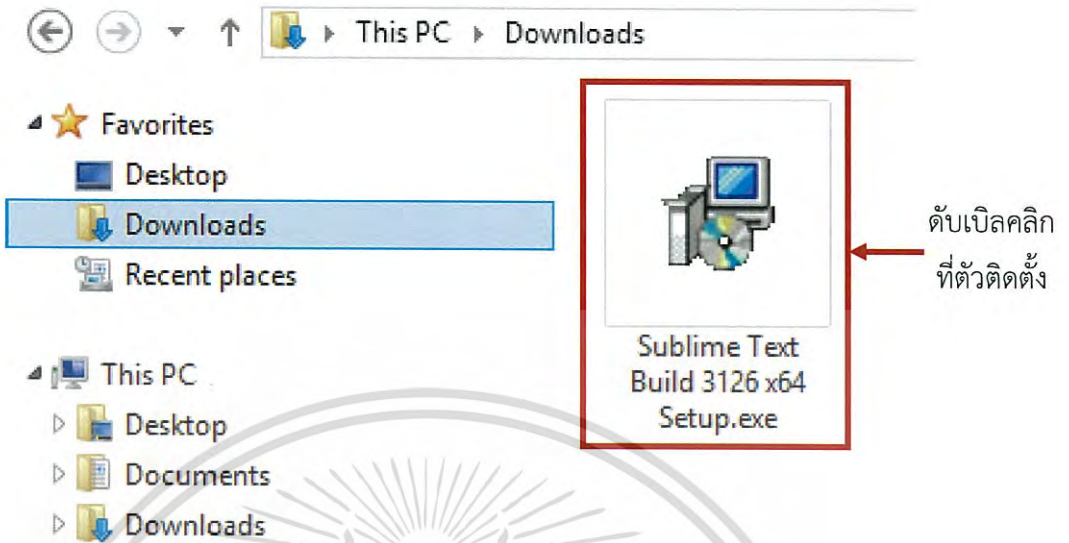 This PC Downloads
Favorites
Desktop
Downloads
Recent places
This PC
Desktop
Documents
Downloads
Sublime Text
Build 3126 x64
Setup.exe
ดับเบิลคลิก
ที่ตัวติดตั้ง